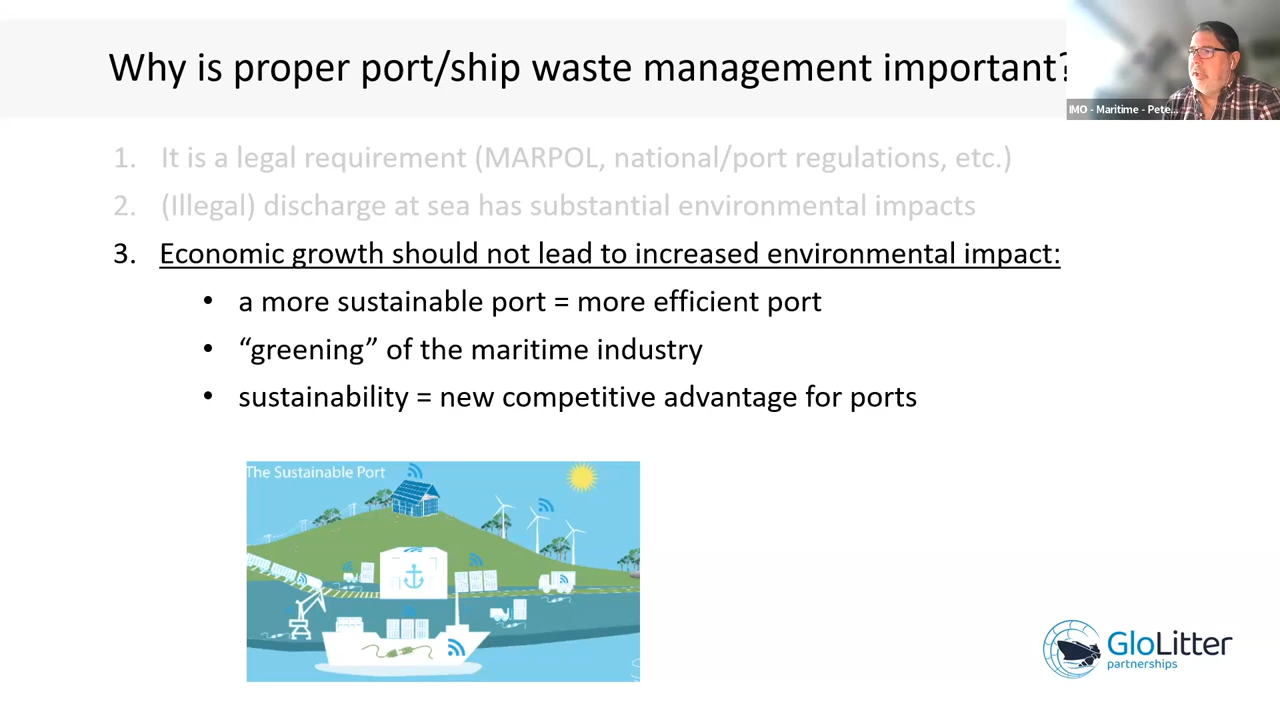 Why is proper port/ship waste management important?
IMO - Maritime - Pete...
1. It is a legal requirement (MARPOL, national/port regulations, etc.)
2. (Illegal) discharge at sea has substantial environmental impacts
3. Economic growth should not lead to increased environmental impact:
• a more sustainable port = more efficient port
• “greening” of the maritime industry
• sustainability = new competitive advantage for ports
The Sustainable Port
GloLitter
partnerships